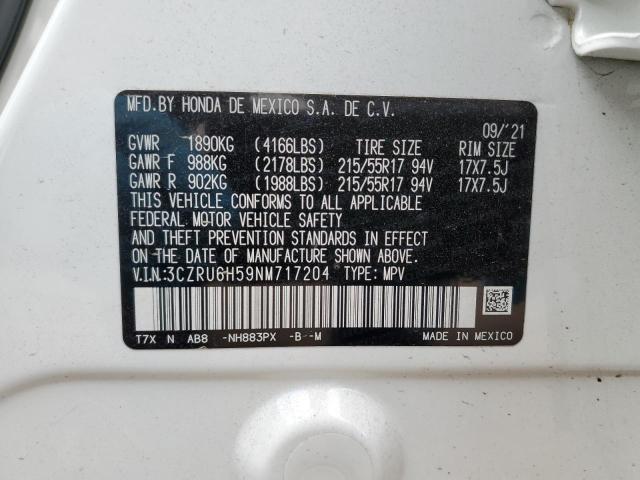 MFD.BY HONDA DE MEXICO S.A. DE C.V.
09/'21
GVWR 1890KG (4166LBS) TIRE SIZE RIM SIZE
GAWR F 988KG (2178LBS) 215/55R17 94V 17X7.5J
GAWR R 902KG (1988LBS) 215/55R17 94V 17X7.5J
THIS VEHICLE CONFORMS TO ALL APPLICABLE
FEDERAL MOTOR VEHICLE SAFETY
AND THEFT PREVENTION STANDARDS IN EFFECT
ON THE DATE OF MANUFACTURE SHOWN ABOVE.
V.I.N:3CZRU6H59NM717204 TYPE: MPV
T7X N AB8 -NH883PX -B--M MADE IN MEXICO